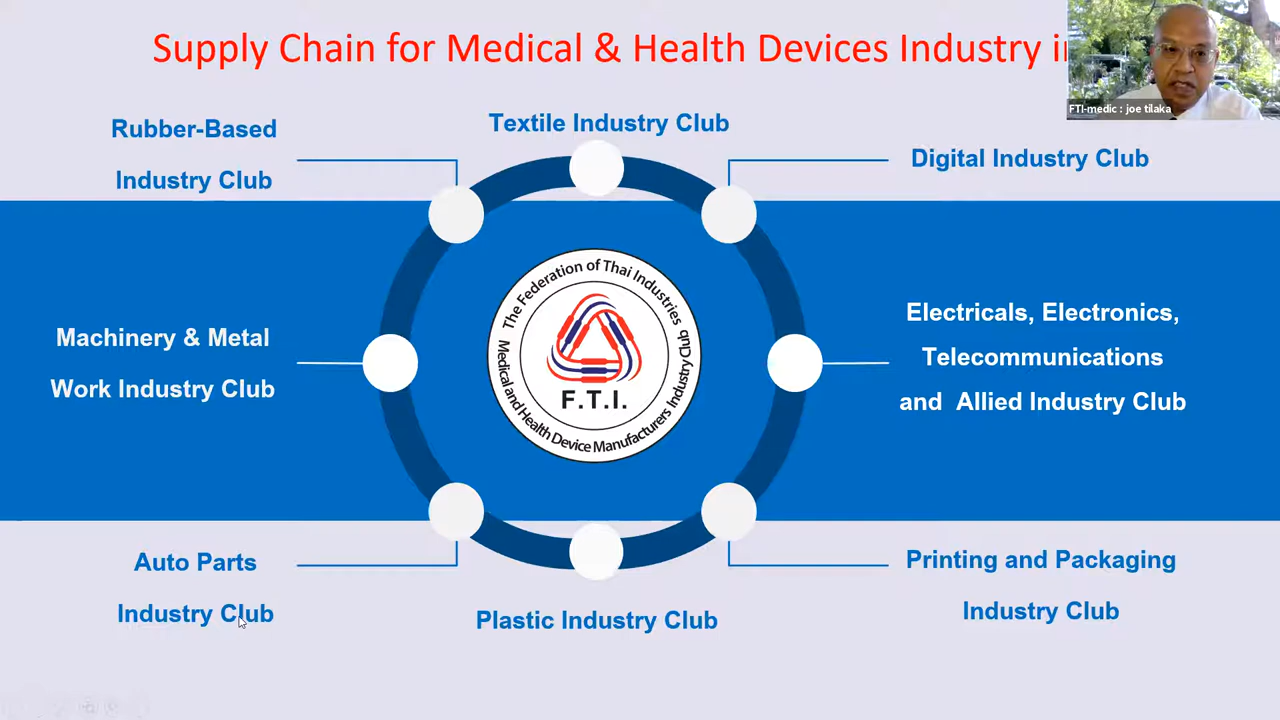 Supply Chain for Medical & Health Devices Industry in
FTI-medic : joe tilaka
Rubber-Based
Industry Club
Textile Industry Club
Digital Industry Club
Machinery & Metal
Work Industry Club
The Federation of Thai Industries
F.T.I.
Medical and Health Device Manufacturers Industry Club
Electricals, Electronics,
Telecommunications
and Allied Industry Club
Auto Parts
Industry Club
Plastic Industry Club
Printing and Packaging
Industry Club